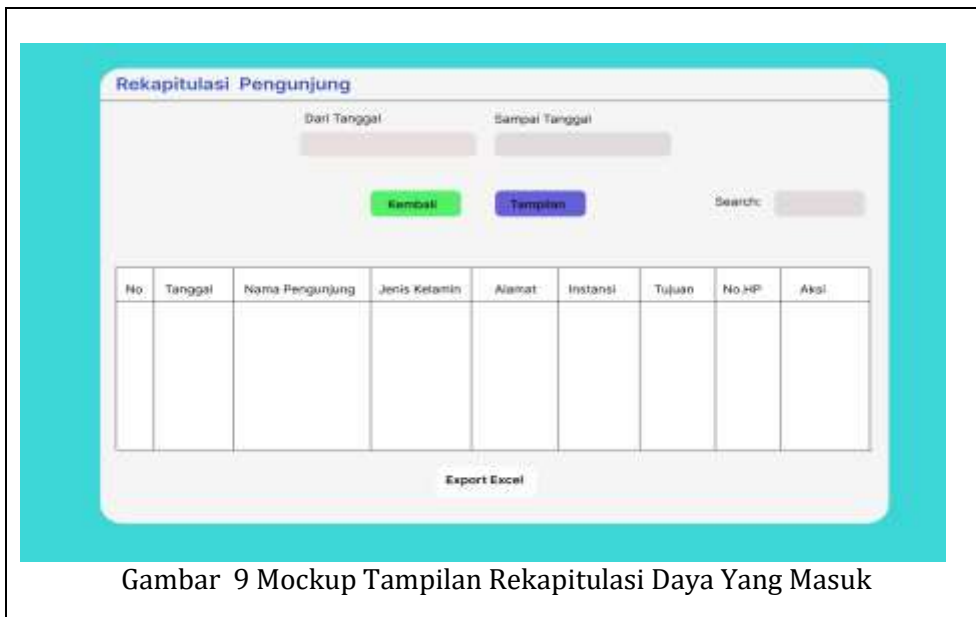 Rekapitulasi Pengunjung
Dari Tanggal Sampai Tanggal
Kembali Tampilan Search:
No Tanggal Nama Pengunjung Jenis Kelamin Alamat Instansi Tujuan No.HP Aksi
Export Excel
Gambar 9 Mockup Tampilan Rekapitulasi Daya Yang Masuk